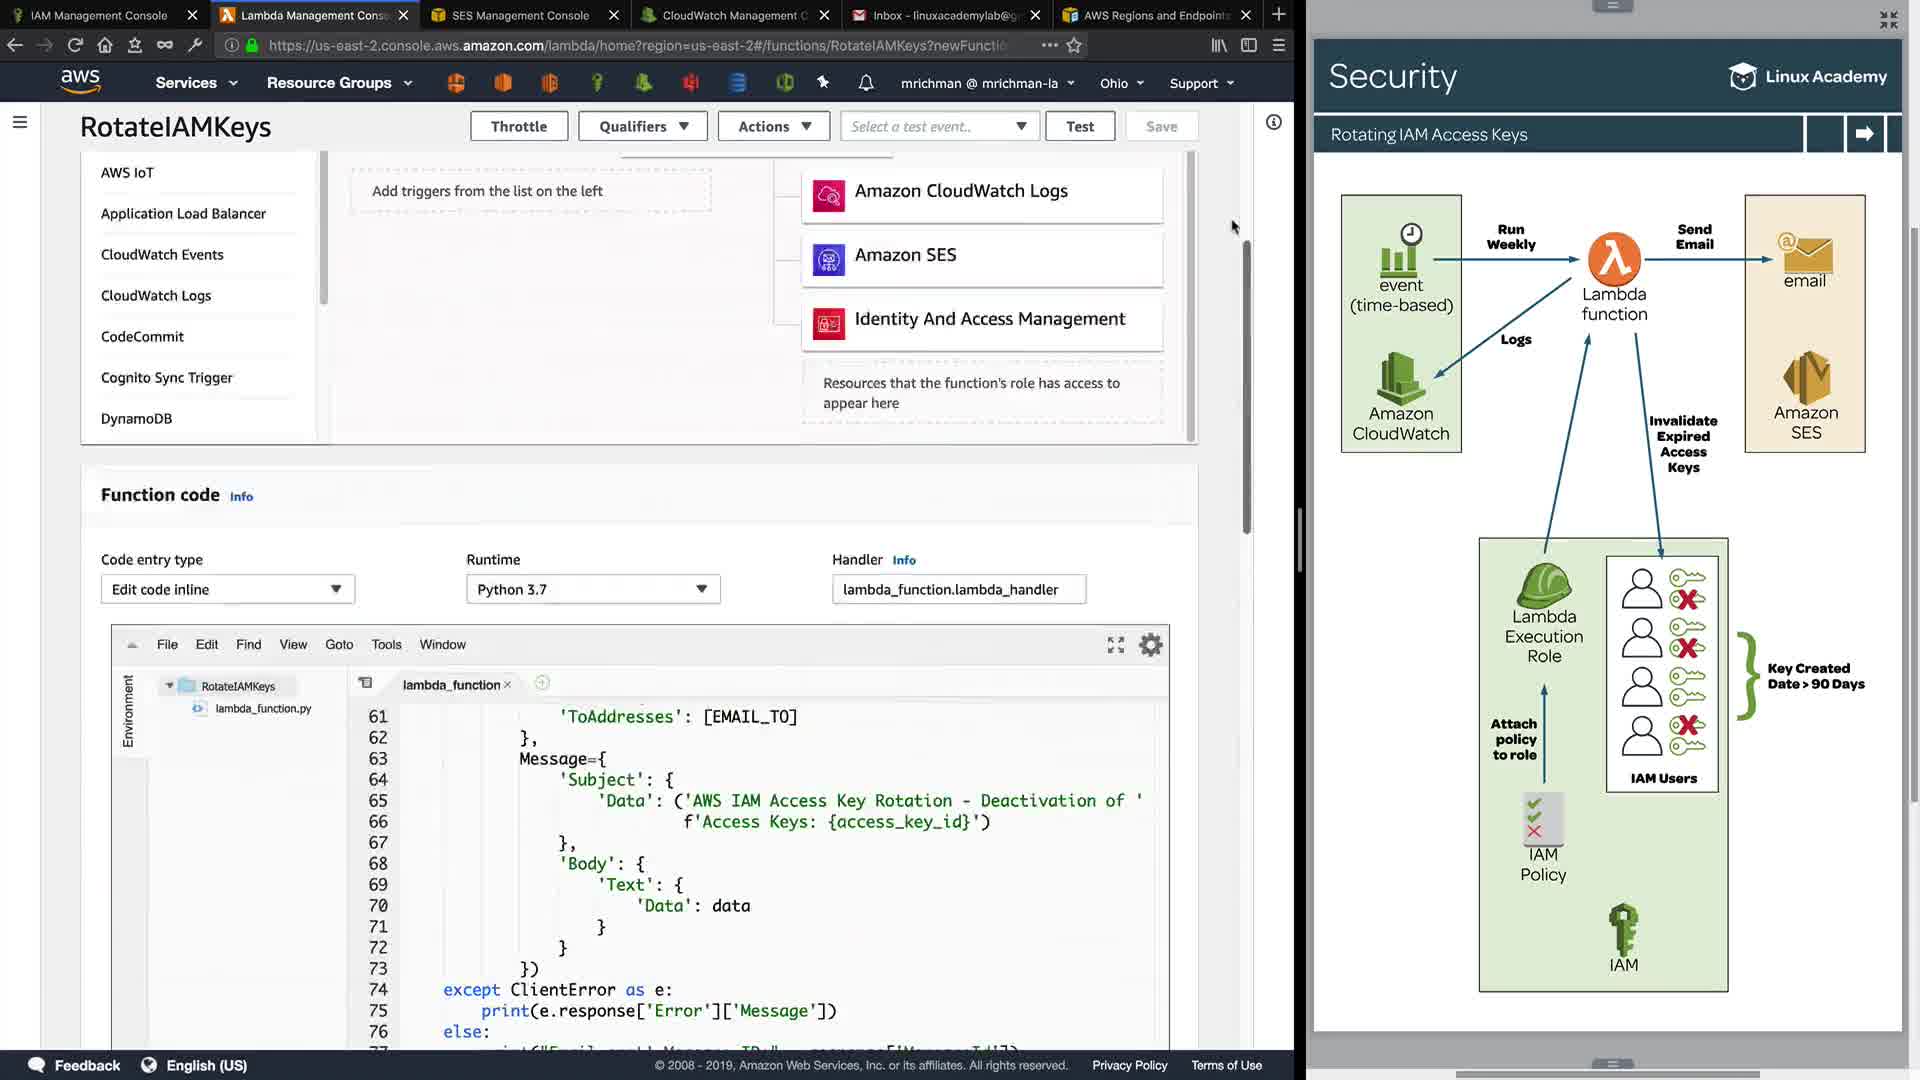 IAM Management Console
Lambda Management Conso
SES Management Console
CloudWatch Management C
Inbox - linuxacademylab@g
AWS Regions and Endpoints
https://us-east-2.console.aws.amazon.com/lambda/home?region=us-east-2#/functions/RotateIAMKeys?newFunctio
aws
Services
Resource Groups
mrichman @ mrichman-la
Ohio
Support
RotateIAMKeys
Throttle
Qualifiers
Actions
Select a test event..
Test
Save
AWS IoT
Application Load Balancer
CloudWatch Events
CloudWatch Logs
CodeCommit
Cognito Sync Trigger
DynamoDB
Add triggers from the list on the left
Amazon CloudWatch Logs
Amazon SES
Identity And Access Management
Resources that the function's role has access to
appear here
Function code Info
Code entry type
Edit code inline
Runtime
Python 3.7
Handler Info
lambda_function.lambda_handler
File Edit Find View Goto Tools Window
Environment
RotateIAMKeys
lambda_function.py
lambda_function
61 'ToAddresses': [EMAIL_TO]
62 },
63 Message={
64 'Subject': {
65 'Data': ('AWS IAM Access Key Rotation - Deactivation of '
66 f'Access Keys: {access_key_id}')
67 },
68 'Body': {
69 'Text': {
70 'Data': data
71 }
72 }
73 })
74 except ClientError as e:
75 print(e.response['Error']['Message'])
76 else:
Feedback
English (US)
© 2008 - 2019, Amazon Web Services, Inc. or its affiliates. All rights reserved.
Privacy Policy
Terms of Use
Security
Linux Academy
Rotating IAM Access Keys
event
(time-based)
Run
Weekly
Lambda
function
Send
Email
email
Logs
Amazon
CloudWatch
Amazon
SES
Invalidate
Expired
Access
Keys
Lambda
Execution
Role
Key Created
Date > 90 Days
Attach
policy
to role
IAM Users
IAM
Policy
IAM